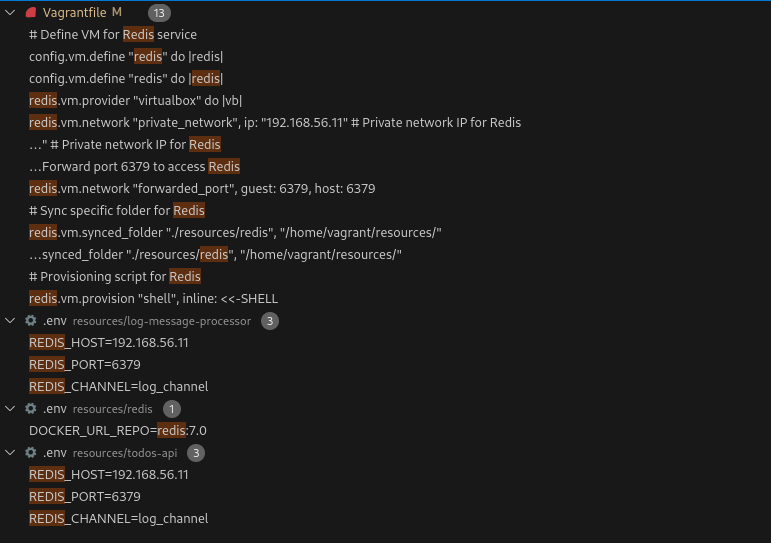 Vagrantfile M 13
# Define VM for Redis service
config.vm.define "redis" do |redis|
config.vm.define "redis" do |redis|
redis.vm.provider "virtualbox" do |vb|
redis.vm.network "private_network", ip: "192.168.56.11" # Private network IP for Redis
..." # Private network IP for Redis
...Forward port 6379 to access Redis
redis.vm.network "forwarded_port", guest: 6379, host: 6379
# Sync specific folder for Redis
redis.vm.synced_folder "./resources/redis", "/home/vagrant/resources/"
...synced_folder "./resources/redis", "/home/vagrant/resources/"
# Provisioning script for Redis
redis.vm.provision "shell", inline: <<-SHELL
.env resources/log-message-processor 3
REDIS_HOST=192.168.56.11
REDIS_PORT=6379
REDIS_CHANNEL=log_channel
.env resources/redis 1
DOCKER_URL_REPO=redis:7.0
.env resources/todos-api 3
REDIS_HOST=192.168.56.11
REDIS_PORT=6379
REDIS_CHANNEL=log_channel